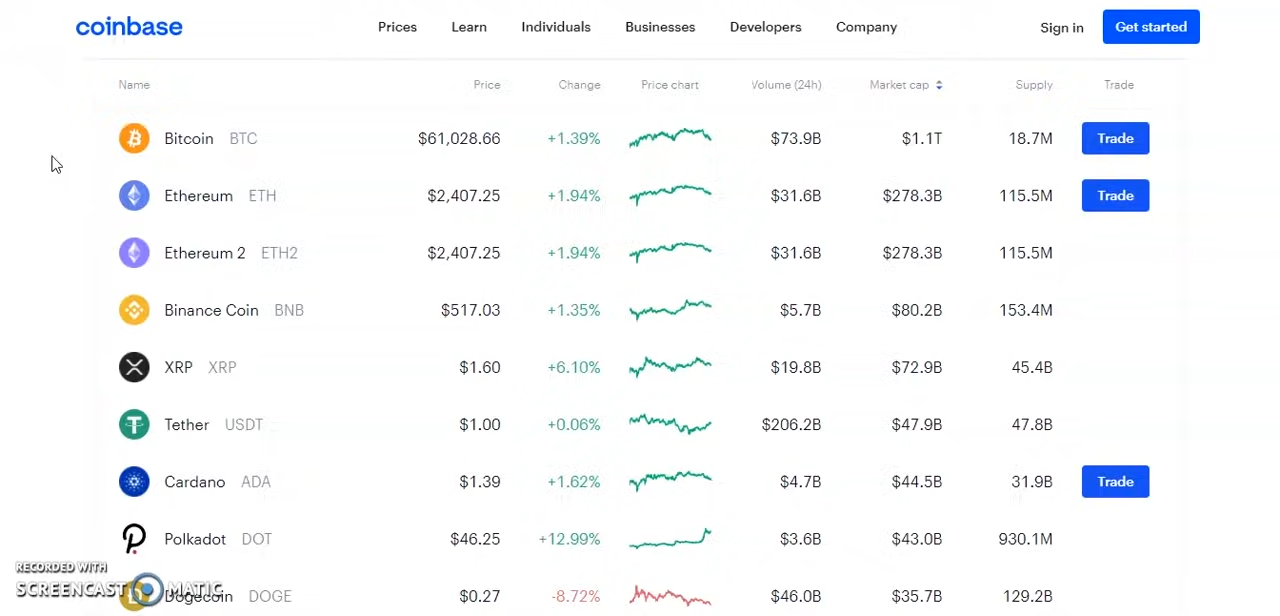 coinbase Prices Learn Individuals Businesses Developers Company Sign in Get started
Name Price Change Price chart Volume (24h) Market cap Supply Trade
Bitcoin BTC $61,028.66 +1.39% $73.9B $1.1T 18.7M Trade
Ethereum ETH $2,407.25 +1.94% $31.6B $278.3B 115.5M Trade
Ethereum 2 ETH2 $2,407.25 +1.94% $31.6B $278.3B 115.5M
Binance Coin BNB $517.03 +1.35% $5.7B $80.2B 153.4M
XRP XRP $1.60 +6.10% $19.8B $72.9B 45.4B
Tether USDT $1.00 +0.06% $206.2B $47.9B 47.8B
Cardano ADA $1.39 +1.62% $4.7B $44.5B 31.9B Trade
Polkadot DOT $46.25 +12.99% $3.6B $43.0B 930.1M
RECORDED WITH
SCREENCAST MATIC
Dogecoin DOGE $0.27 -8.72% $46.0B $35.7B 129.2B